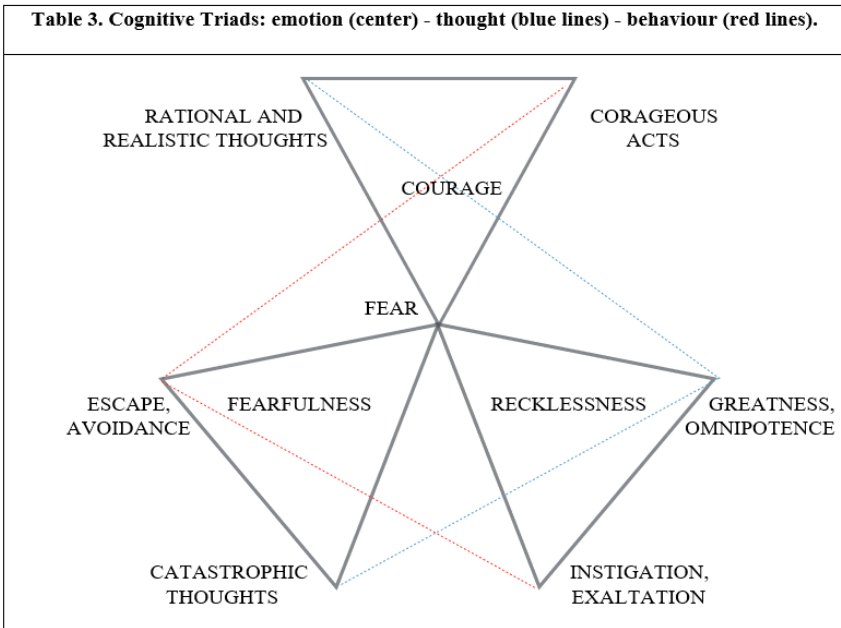 Table 3. Cognitive Triads: emotion (center) - thought (blue lines) - behaviour (red lines).
RATIONAL AND
REALISTIC THOUGHTS
CORAGEOUS
ACTS
COURAGE
FEAR
ESCAPE,
AVOIDANCE
FEARFULNESS
RECKLESSNESS
GREATNESS,
OMNIPOTENCE
CATASTROPHIC
THOUGHTS
INSTIGATION,
EXALTATION